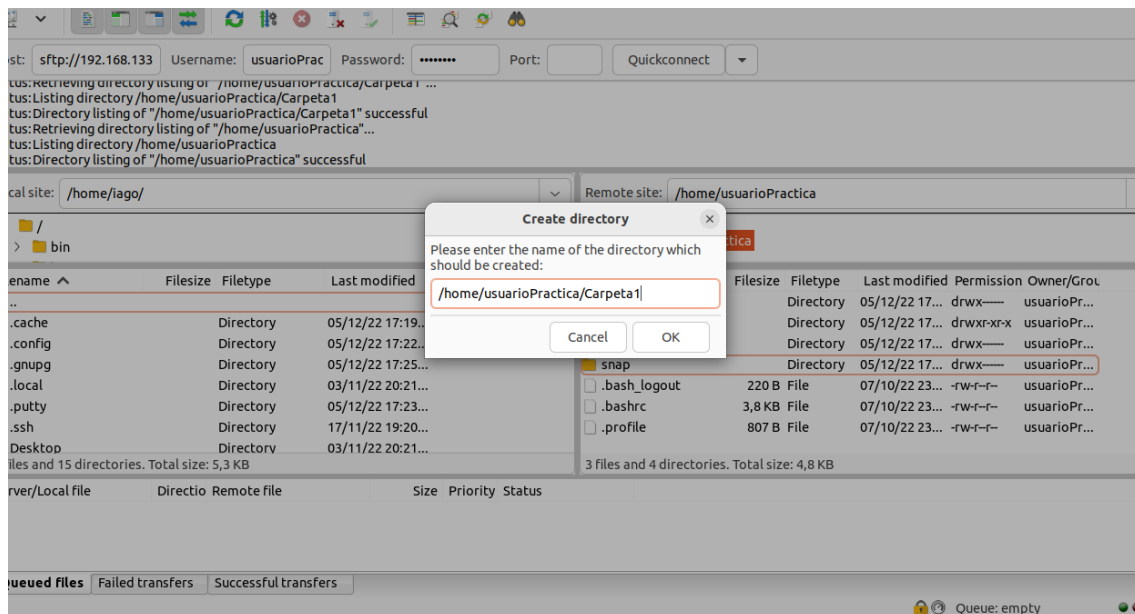 st: sftp://192.168.133 Username: usuarioPrac Password: •••••••• Port: Quickconnect
tus:Retrieving directory listing of "/home/usuarioPractica/Carpeta1"...
tus:Listing directory /home/usuarioPractica/Carpeta1
tus:Directory listing of "/home/usuarioPractica/Carpeta1" successful
tus:Retrieving directory listing of "/home/usuarioPractica"...
tus:Listing directory /home/usuarioPractica
tus:Directory listing of "/home/usuarioPractica" successful
cal site: /home/iago/
Remote site: /home/usuarioPractica
/
> bin
tica
Create directory
Please enter the name of the directory which
should be created:
/home/usuarioPractica/Carpeta1
Cancel OK
ename Filesize Filetype Last modified
..
.cache Directory 05/12/22 17:19...
.config Directory 05/12/22 17:22...
.gnupg Directory 05/12/22 17:25...
.local Directory 03/11/22 20:21...
.putty Directory 05/12/22 17:23...
.ssh Directory 17/11/22 19:20...
Desktop Directory 03/11/22 20:21...
iles and 15 directories. Total size: 5,3 KB
Filesize Filetype Last modified Permission Owner/Grou
Directory 05/12/22 17... drwx------ usuarioPr...
Directory 05/12/22 17... drwxr-xr-x usuarioPr...
Directory 05/12/22 17... drwx------ usuarioPr...
snap Directory 05/12/22 17... drwx------ usuarioPr...
.bash_logout 220 B File 07/10/22 23... -rw-r--r-- usuarioPr...
.bashrc 3,8 KB File 07/10/22 23... -rw-r--r-- usuarioPr...
.profile 807 B File 07/10/22 23... -rw-r--r-- usuarioPr...
3 files and 4 directories. Total size: 4,8 KB
rver/Local file Directio Remote file Size Priority Status
ueued files Failed transfers Successful transfers
Queue: empty